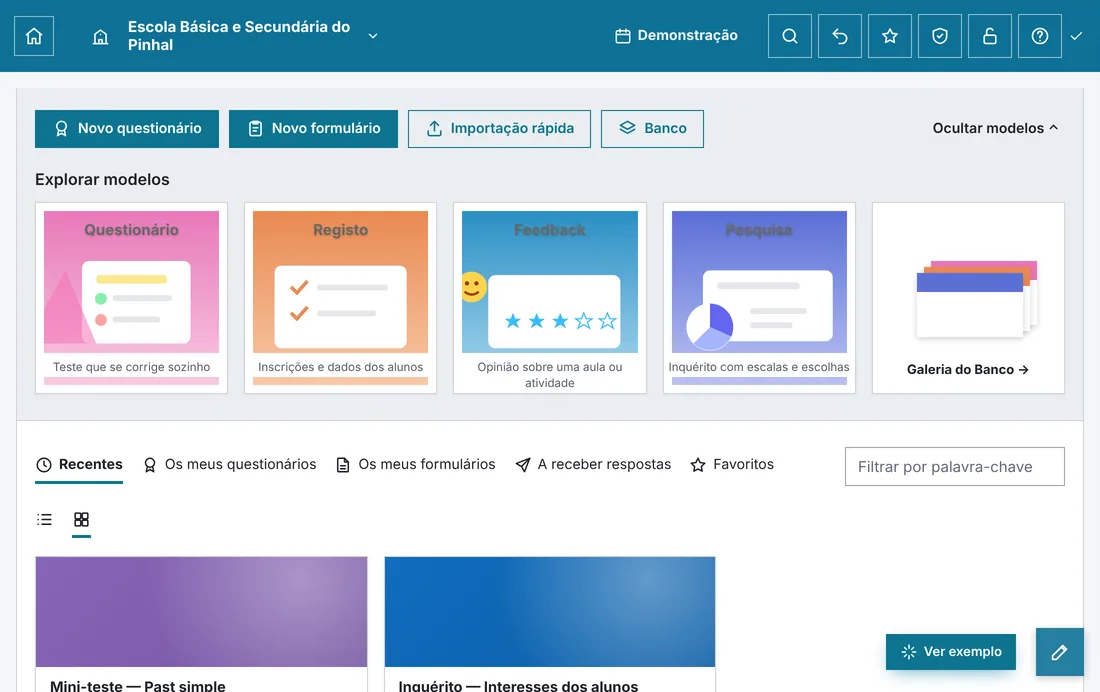 Escola Básica e Secundária do
Pinhal
Demonstração
Novo questionário
Novo formulário
Importação rápida
Banco
Ocultar modelos
Explorar modelos
Questionário
Teste que se corrige sozinho
Registo
Inscrições e dados dos alunos
Feedback
Opinião sobre uma aula ou
atividade
Pesquisa
Inquérito com escalas e escolhas
Galeria do Banco →
Recentes
Os meus questionários
Os meus formulários
A receber respostas
Favoritos
Filtrar por palavra-chave
Mini-teste — Past simple
Inquérito — Interesses dos alunos
Ver exemplo